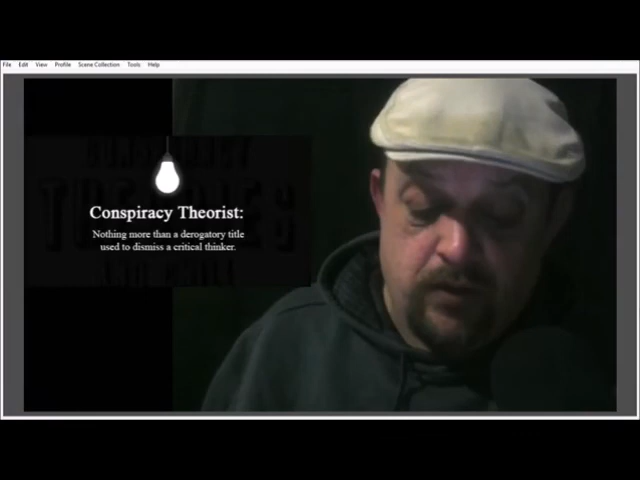 File Edit View Profile Scene Collection Tools Help
Conspiracy Theorist:
Nothing more than a derogatory title
used to dismiss a critical thinker.